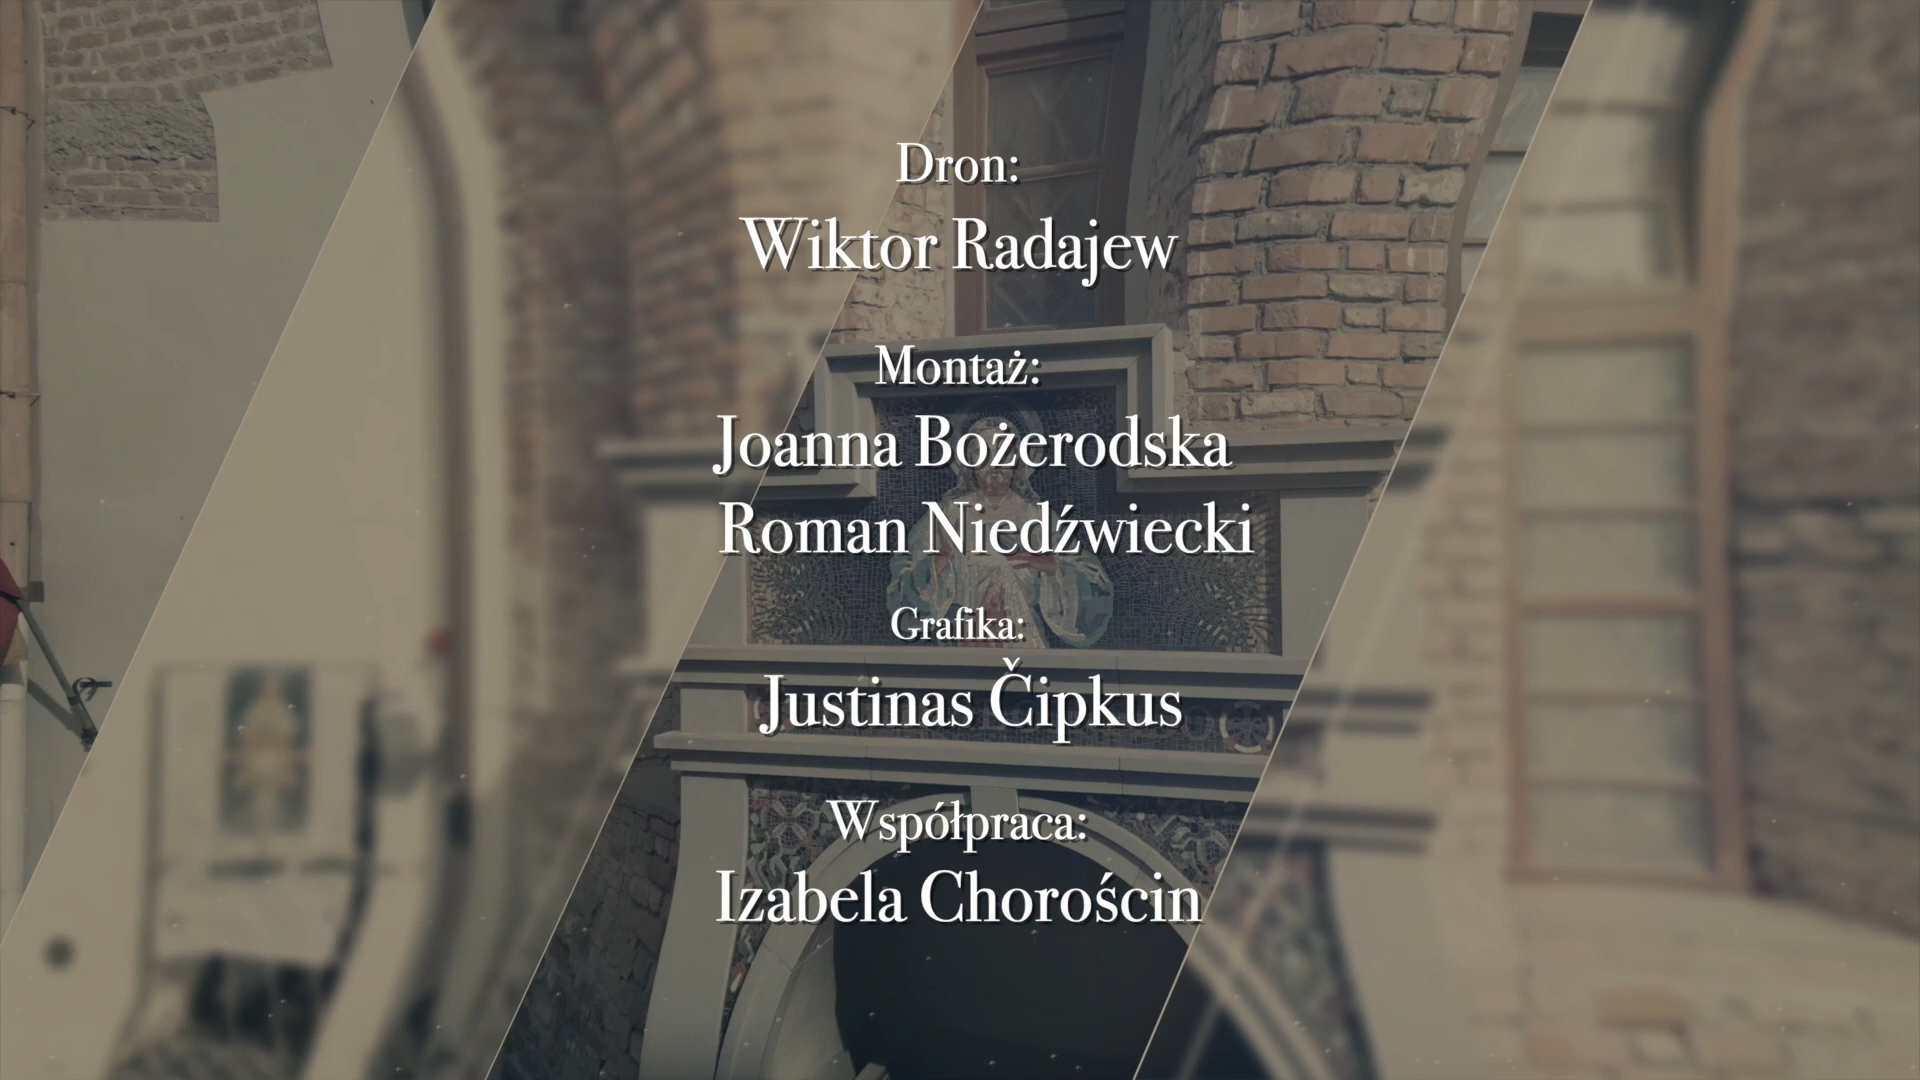 Dron:
Wiktor Radajew
Montaż:
Joanna Bożerodska
Roman Niedźwiecki
Grafika:
Justinas Čipkus
Współpraca:
Izabela Chorościn